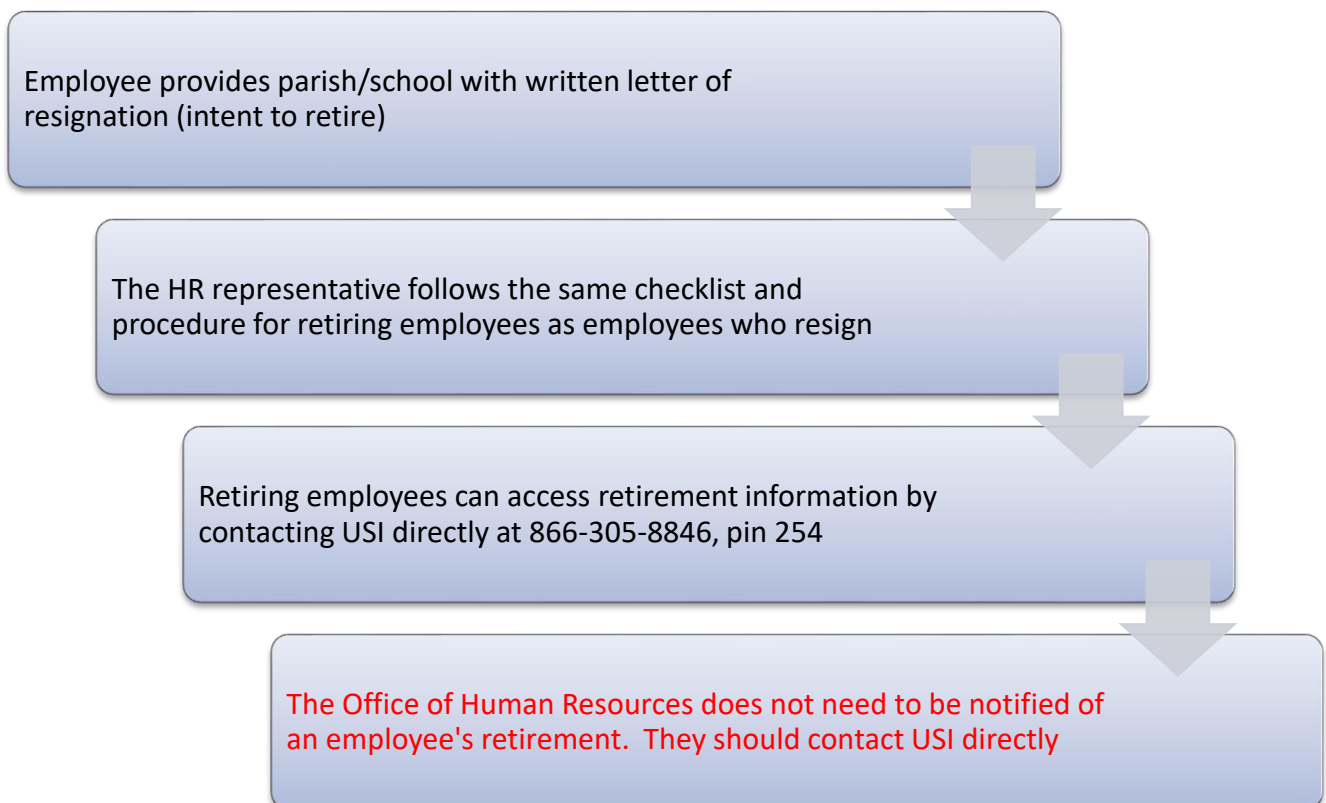 Employee provides parish/school with written letter of
resignation (intent to retire)
The HR representative follows the same checklist and
procedure for retiring employees as employees who resign
Retiring employees can access retirement information by
contacting USI directly at 866-305-8846, pin 254
The Office of Human Resources does not need to be notified of
an employee's retirement.  They should contact USI directly